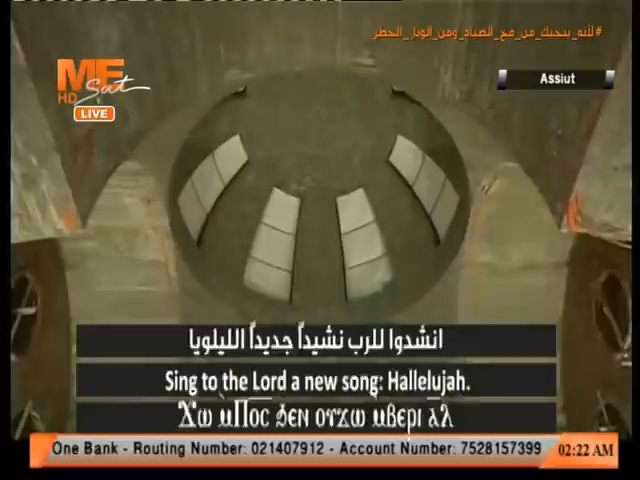 #لأنه_ينجيك_من_فخ_الصياد_ومن_الوبا_الخطر
ME Sat
HD
LIVE
Assiut
انشدوا للرب نشيداً جديداً الليلويا
Sing to the Lord a new song: Hallelujah.
Ϫⲱ ⲙ̀Ⲡⲟ̅ⲥ̅ ϧⲉⲛ ⲟⲩϫⲱ ⲙ̀ⲃⲉⲣⲓ ⲁ̅ⲗ̅
One Bank - Routing Number: 021407912 - Account Number: 7528157399
02:22 AM